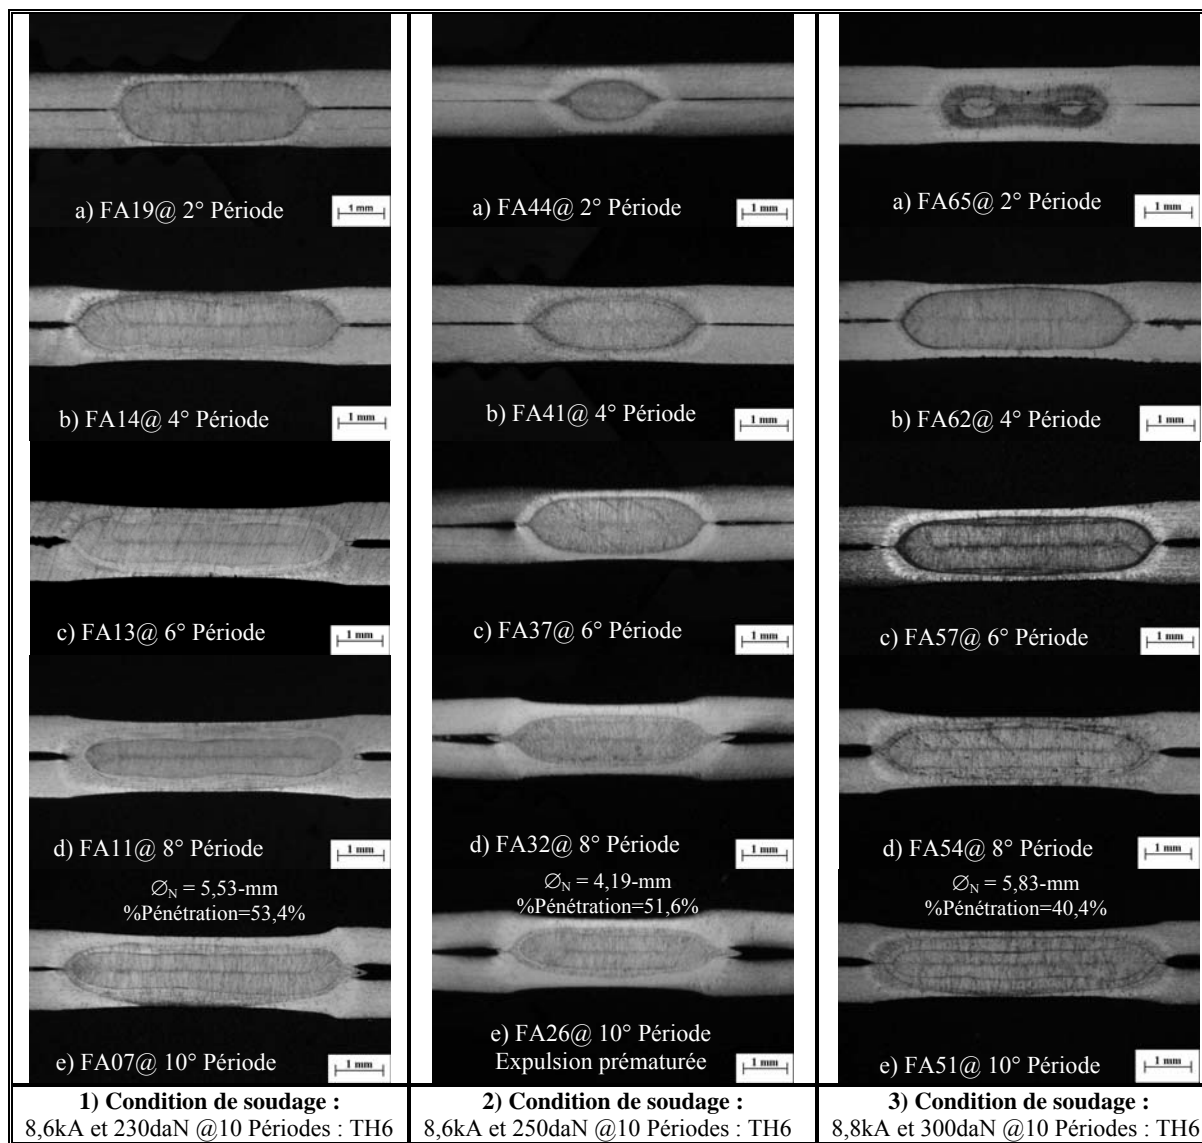 a) FA19@ 2° Période
1 mm
b) FA14@ 4° Période
1 mm
c) FA13@ 6° Période
1 mm
d) FA11@ 8° Période
1 mm
∅N = 5,53-mm
%Pénétration=53,4%
e) FA07@ 10° Période
1 mm
1) Condition de soudage :
8,6kA et 230daN @10 Périodes : TH6
a) FA44@ 2° Période
1 mm
b) FA41@ 4° Période
1 mm
c) FA37@ 6° Période
1 mm
d) FA32@ 8° Période
1 mm
∅N = 4,19-mm
%Pénétration=51,6%
e) FA26@ 10° Période
Expulsion prématurée
1 mm
2) Condition de soudage :
8,6kA et 250daN @10 Périodes : TH6
a) FA65@ 2° Période
1 mm
b) FA62@ 4° Période
1 mm
c) FA57@ 6° Période
1 mm
d) FA54@ 8° Période
1 mm
∅N = 5,83-mm
%Pénétration=40,4%
e) FA51@ 10° Période
1 mm
3) Condition de soudage :
8,8kA et 300daN @10 Périodes : TH6